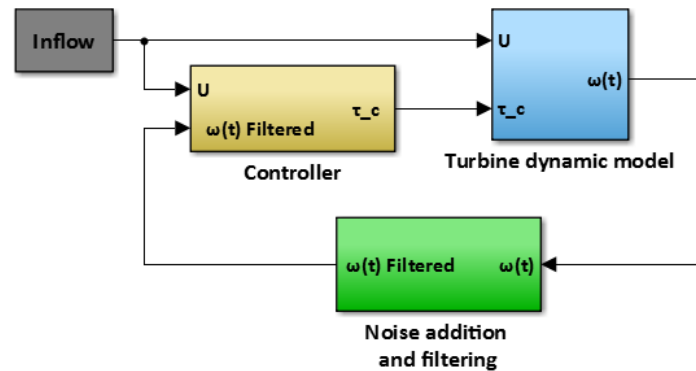 Inflow
U
ω(t) Filtered
τ_c
Controller
U
τ_c
ω(t)
Turbine dynamic model
ω(t) Filtered
ω(t)
Noise addition
and filtering